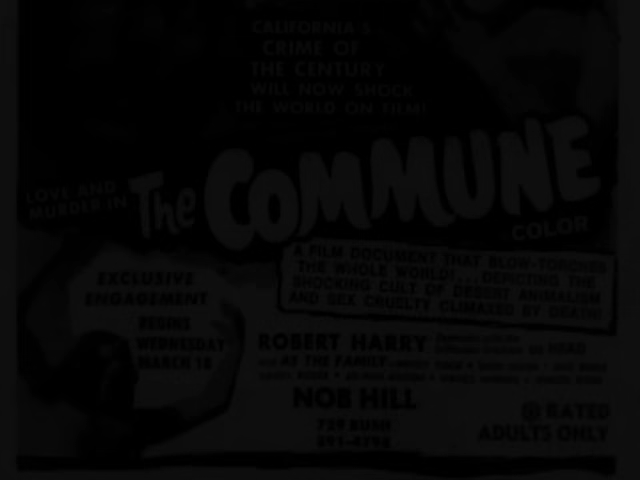 CALIFORNIA'S
CRIME OF
THE CENTURY
WILL NOW SHOCK
THE WORLD ON FILM!
LOVE AND
MURDER IN
The COMMUNE
COLOR
A FILM DOCUMENT THAT BLOW-TORCHED
THE WHOLE WORLD!...DEPICTING THE
SHOCKING CULT OF DESERT ANIMALISM
AND SEX CRUELTY CLIMAXED BY DEATH!
EXCLUSIVE
ENGAGEMENT
BEGINS
WEDNESDAY
MARCH 18
ROBERT HARRY
AS THE FAMILY
NOB HILL
729 BUSH
RATED
ADULTS ONLY